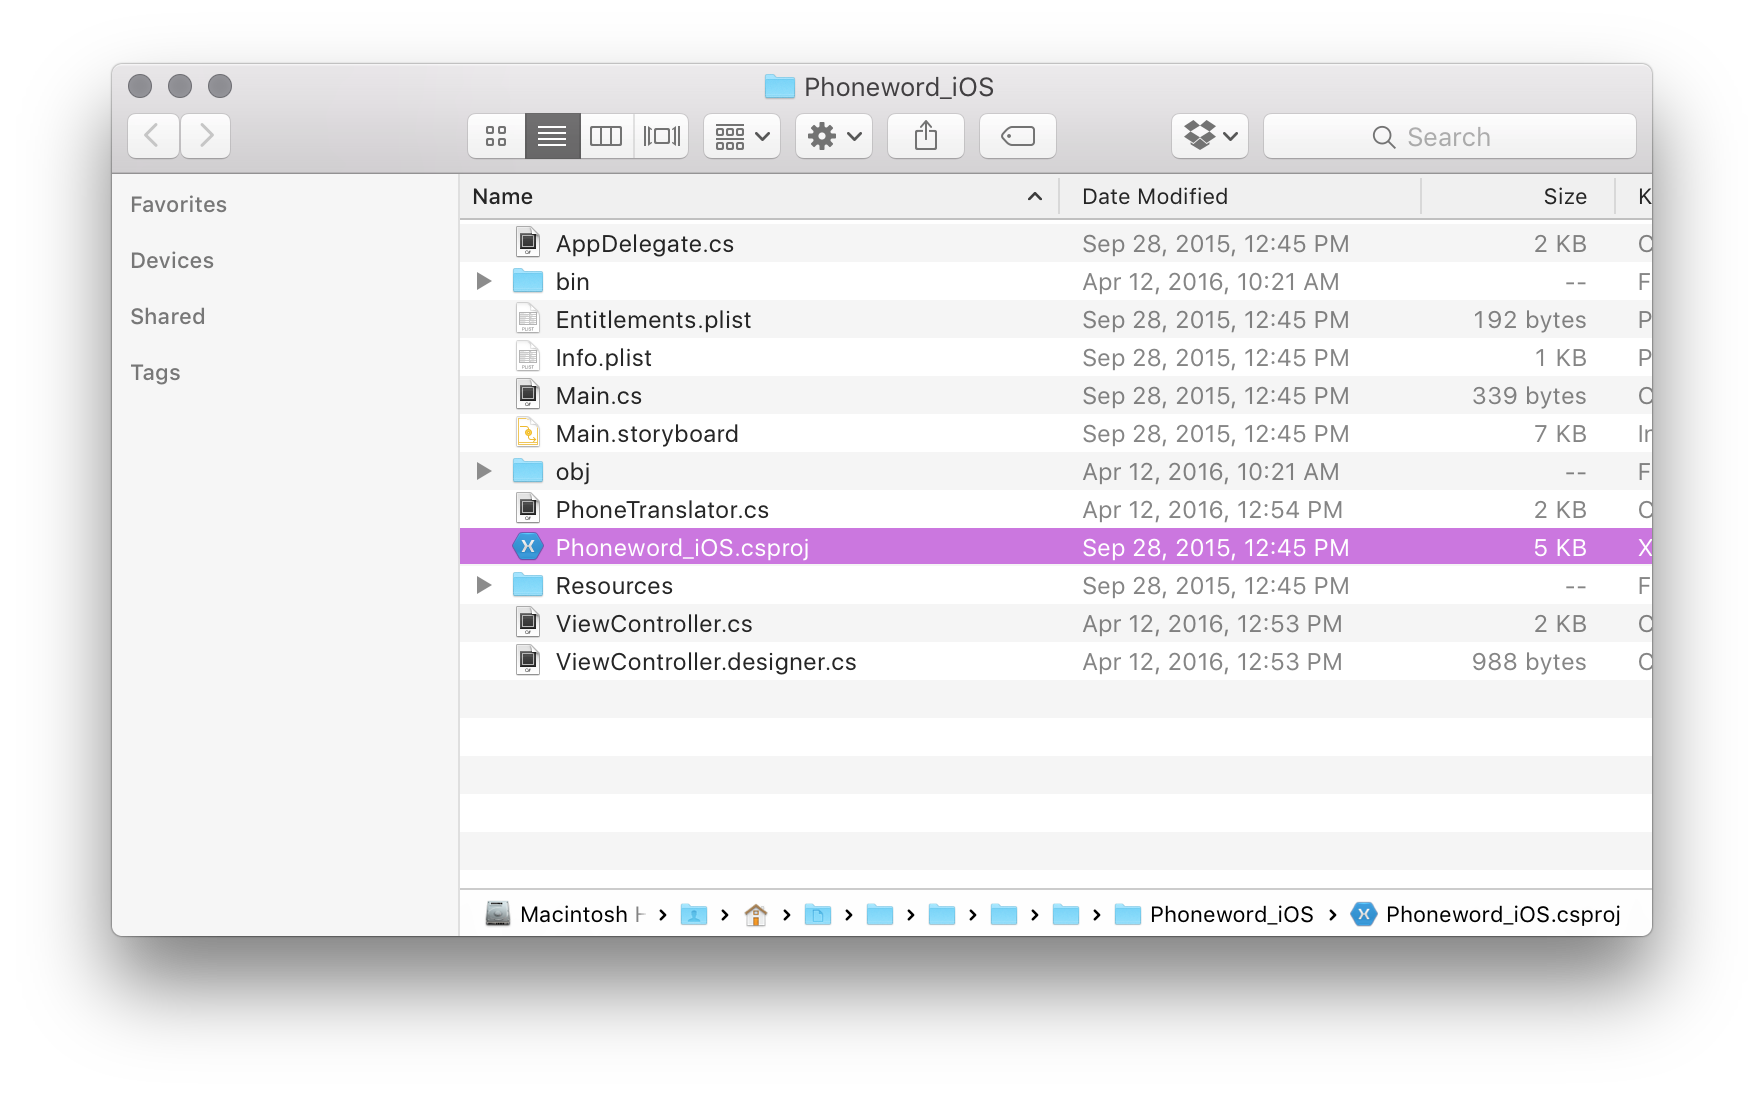 Phoneword_iOS
Search
Favorites
Devices
Shared
Tags
Name Date Modified Size K
AppDelegate.cs Sep 28, 2015, 12:45 PM 2 KB C
bin Apr 12, 2016, 10:21 AM -- F
Entitlements.plist Sep 28, 2015, 12:45 PM 192 bytes P
Info.plist Sep 28, 2015, 12:45 PM 1 KB P
Main.cs Sep 28, 2015, 12:45 PM 339 bytes C
Main.storyboard Sep 28, 2015, 12:45 PM 7 KB In
obj Apr 12, 2016, 10:21 AM -- F
PhoneTranslator.cs Apr 12, 2016, 12:54 PM 2 KB C
Phoneword_iOS.csproj Sep 28, 2015, 12:45 PM 5 KB X
Resources Sep 28, 2015, 12:45 PM -- F
ViewController.cs Apr 12, 2016, 12:53 PM 2 KB C
ViewController.designer.cs Apr 12, 2016, 12:53 PM 988 bytes C
Macintosh › › › › › › › › Phoneword_iOS › Phoneword_iOS.csproj